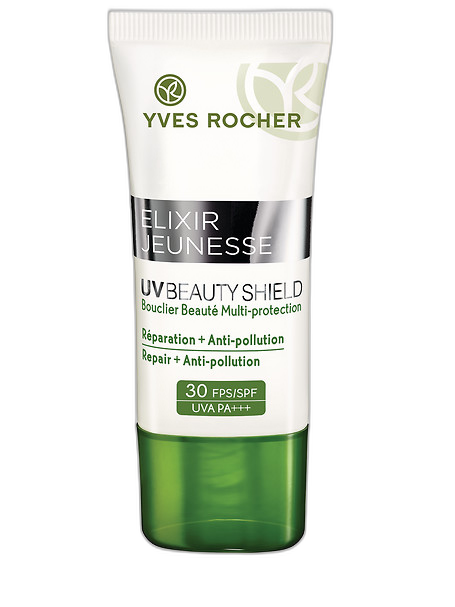 YVES ROCHER
ELIXIR
JEUNESSE
UV BEAUTY SHIELD
Bouclier Beauté Multi-protection
Réparation + Anti-pollution
Repair + Anti-pollution
30 FPS/SPF
UVA PA+++